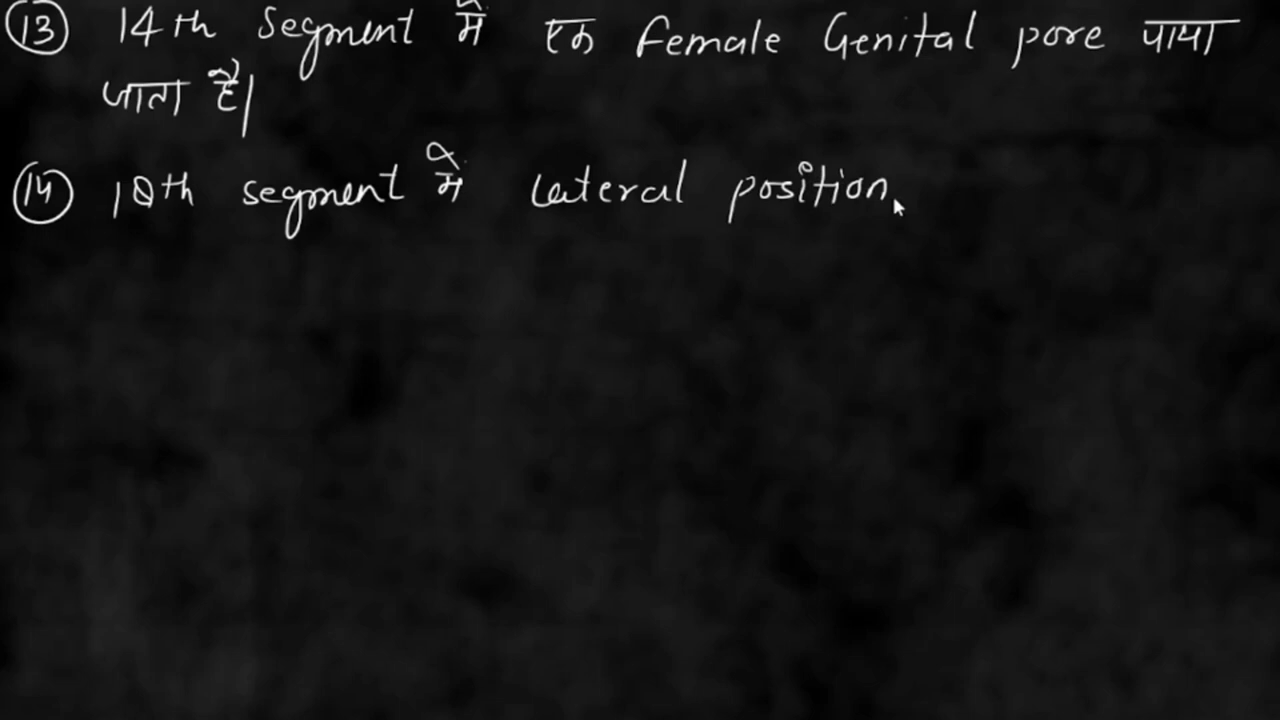 (13) 14th segment में एक female Genital pore पाया
जाता है|
(14) 18th segment में lateral position